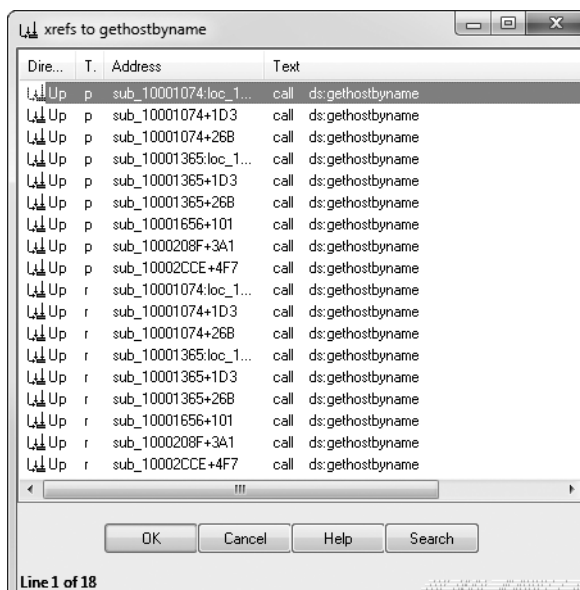 xrefs to gethostbyname
Dire... T. Address Text
Up p sub_10001074:loc_1... call ds:gethostbyname
Up p sub_10001074+1D3 call ds:gethostbyname
Up p sub_10001074+26B call ds:gethostbyname
Up p sub_10001365:loc_1... call ds:gethostbyname
Up p sub_10001365+1D3 call ds:gethostbyname
Up p sub_10001365+26B call ds:gethostbyname
Up p sub_10001656+101 call ds:gethostbyname
Up p sub_1000208F+3A1 call ds:gethostbyname
Up p sub_10002CCE+4F7 call ds:gethostbyname
Up r sub_10001074:loc_1... call ds:gethostbyname
Up r sub_10001074+1D3 call ds:gethostbyname
Up r sub_10001074+26B call ds:gethostbyname
Up r sub_10001365:loc_1... call ds:gethostbyname
Up r sub_10001365+1D3 call ds:gethostbyname
Up r sub_10001365+26B call ds:gethostbyname
Up r sub_10001656+101 call ds:gethostbyname
Up r sub_1000208F+3A1 call ds:gethostbyname
Up r sub_10002CCE+4F7 call ds:gethostbyname
OK Cancel Help Search
Line 1 of 18